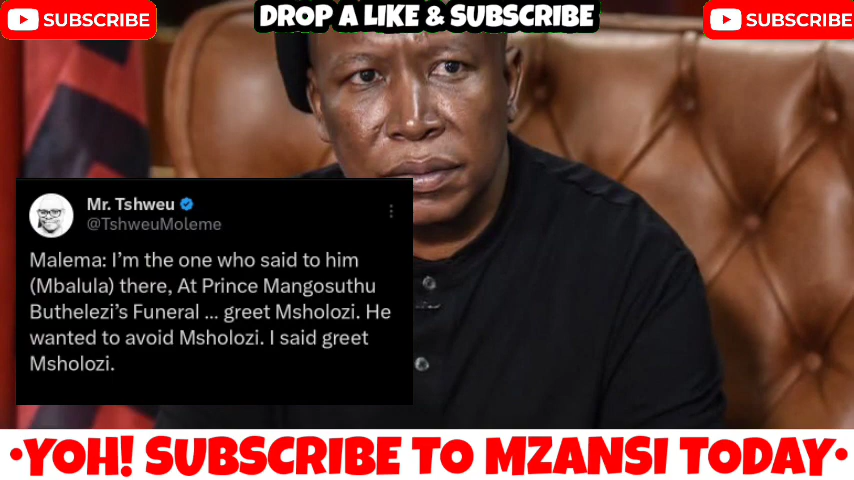 SUBSCRIBE
DROP A LIKE & SUBSCRIBE
SUBSCRIBE
Mr. Tshweu
@TshweuMoleme
Malema: I’m the one who said to him
(Mbalula) there, At Prince Mangosuthu
Buthelezi’s Funeral ... greet Msholozi. He
wanted to avoid Msholozi. I said greet
Msholozi.
•YOH! SUBSCRIBE TO MZANSI TODAY•